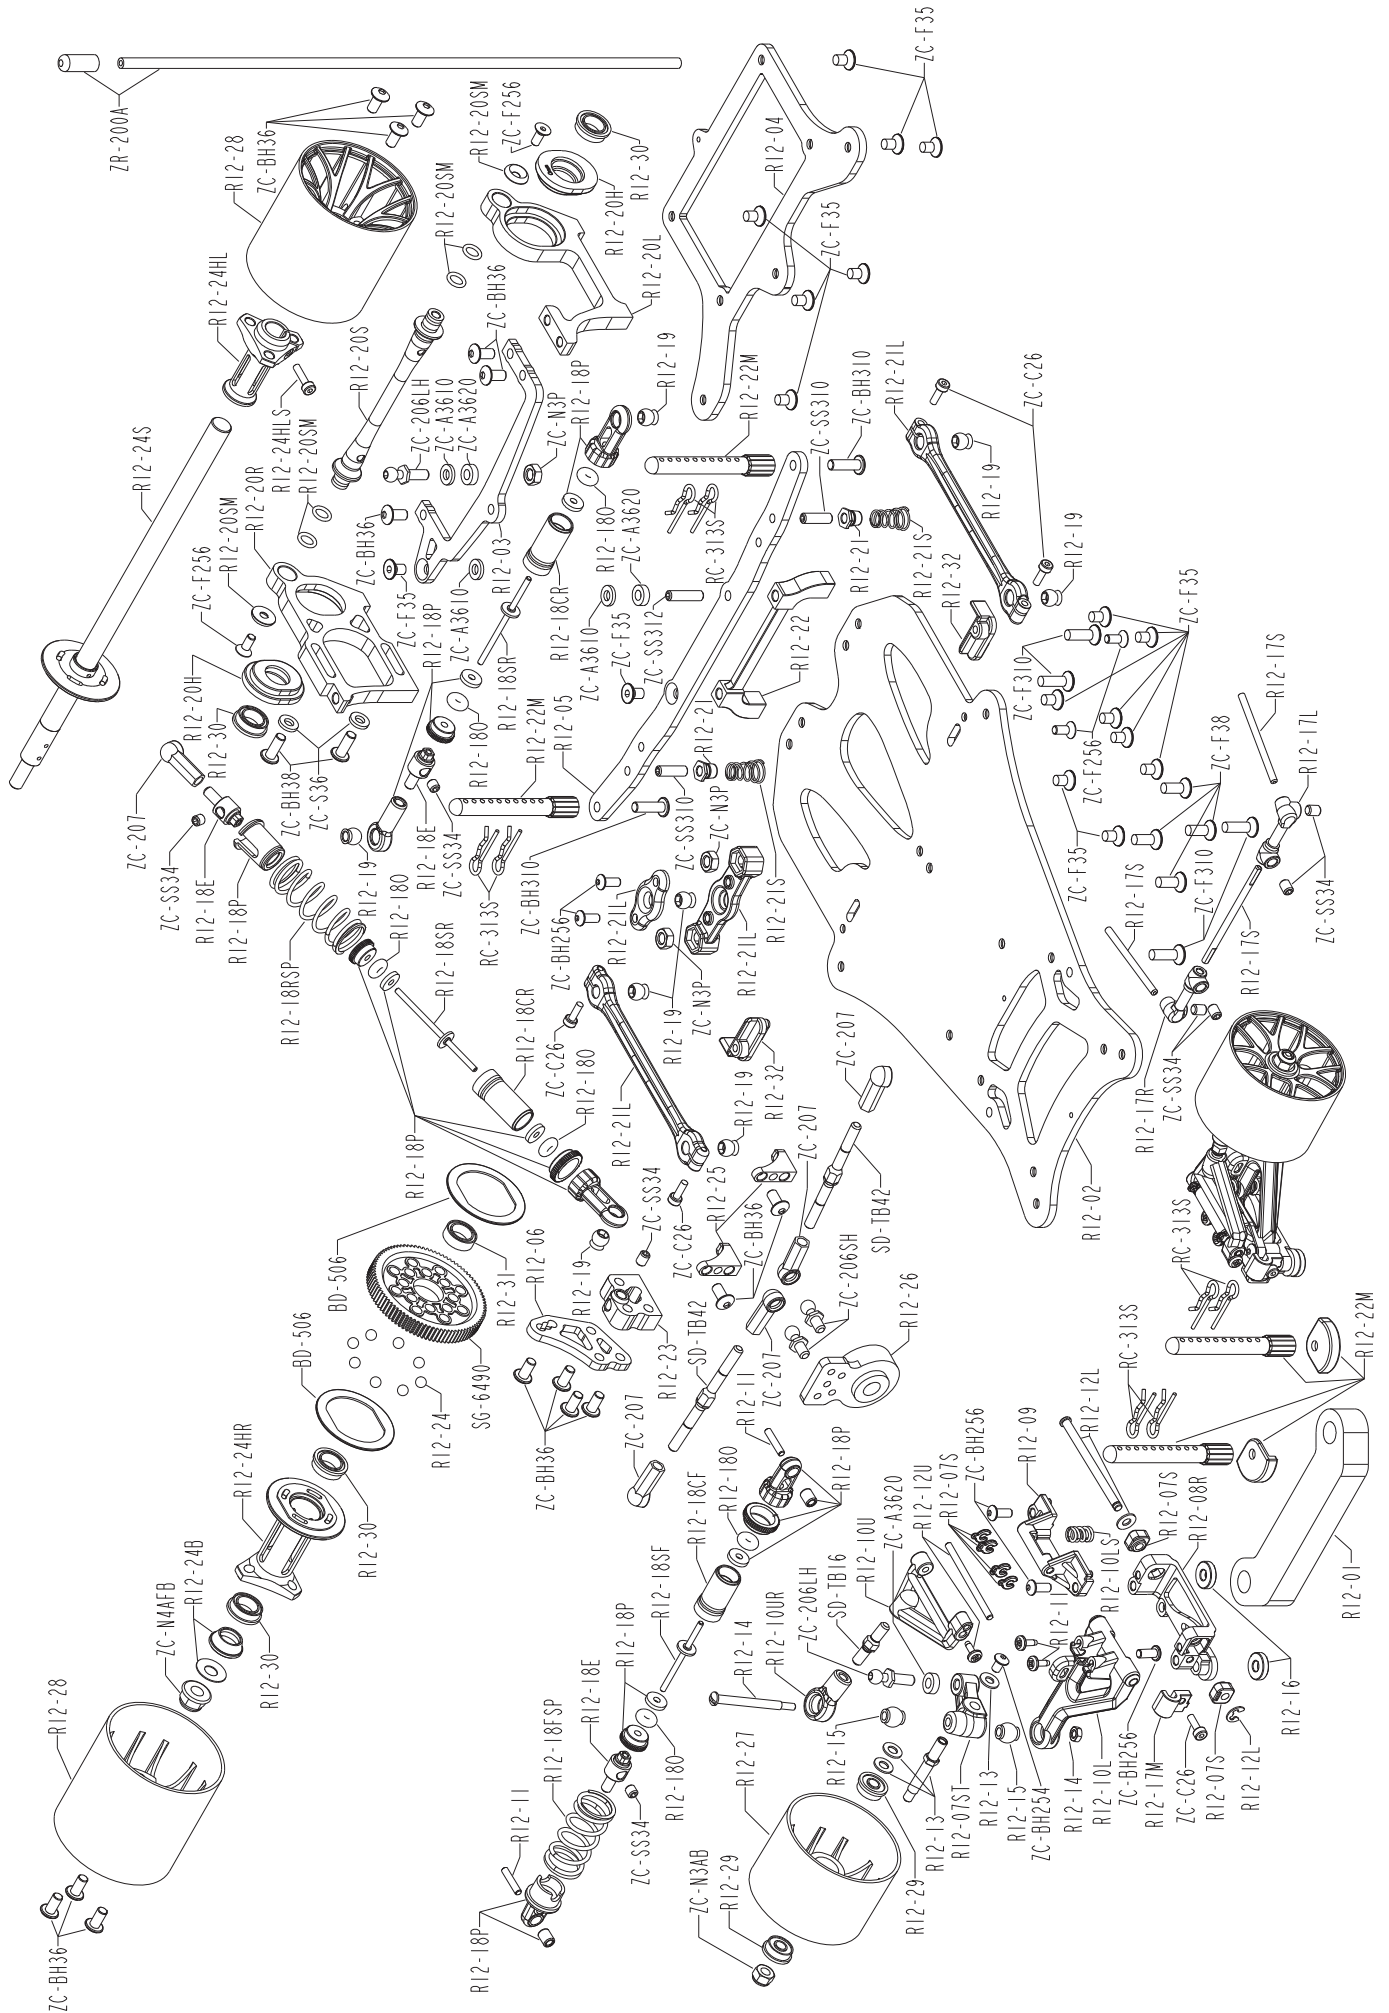 ZR-200A
R12-28
ZC-BH36
R12-24HL
R12-24S
R12-20SM
ZC-F256
R12-30
R12-20H
R12-20L
R12-20SM
ZC-BH36
R12-20S
R12-24HLS
R12-20SM
R12-20R
R12-20SM
ZC-F256
R12-20H
R12-30
ZC-BH38
ZC-S36
ZC-207
ZC-SS34
R12-18E
R12-18P
R12-18RSP
ZC-F35
R12-04
ZC-F35
R12-19
R12-18P
ZC-N3P
ZC-206LH
ZC-A3610
ZC-A3620
ZC-BH36
ZC-F35
R12-03
ZC-A3610
R12-18P
R12-180
R12-18CR
R12-18SR
R12-180
R12-22M
RC-313S
ZC-A3620
ZC-A3610
ZC-SS312
ZC-F35
R12-05
R12-22M
R12-18E
ZC-SS34
R12-19
R12-180
R12-18SR
RC-313S
ZC-BH310
ZC-SS310
ZC-BH310
R12-21
R12-21S
R12-32
R12-21L
ZC-C26
R12-19
R12-19
R12-22
R12-21
ZC-SS310
ZC-N3P
R12-21S
ZC-BH256
R12-21L
R12-21L
ZC-N3P
R12-19
R12-32
ZC-C26
R12-18CR
R12-180
R12-21L
R12-19
R12-18P
ZC-F310
ZC-F35
ZC-F256
ZC-F38
ZC-F35
ZC-F310
R12-17S
R12-17L
ZC-SS34
R12-17S
R12-17S
R12-17R
ZC-SS34
R12-02
ZC-207
ZC-207
SD-TB42
R12-25
ZC-BH36
ZC-C26
ZC-SS34
R12-19
R12-06
R12-31
BD-506
BD-506
SG-6490
R12-24
R12-23
SD-TB42
ZC-207
ZC-206SH
R12-26
ZC-BH36
ZC-207
R12-11
R12-18P
R12-180
R12-18CF
R12-18SF
R12-18P
R12-18E
R12-180
R12-18FSP
ZC-SS34
R12-11
R12-18P
R12-24HR
R12-30
R12-24B
ZC-N4AFB
R12-30
R12-28
ZC-BH36
RC-313S
R12-22M
RC-313S
R12-12L
R12-09
ZC-BH256
R12-07S
R12-12U
ZC-A3620
R12-10U
SD-TB16
ZC-206LH
R12-10UR
R12-14
R12-15
R12-27
ZC-N3AB
R12-29
R12-29
R12-13
R12-07ST
R12-13
R12-15
ZC-BH254
R12-14
R12-10L
ZC-BH256
R12-17M
ZC-C26
R12-07S
R12-12L
R12-16
R12-11
R12-10LS
R12-07S
R12-08R
R12-01